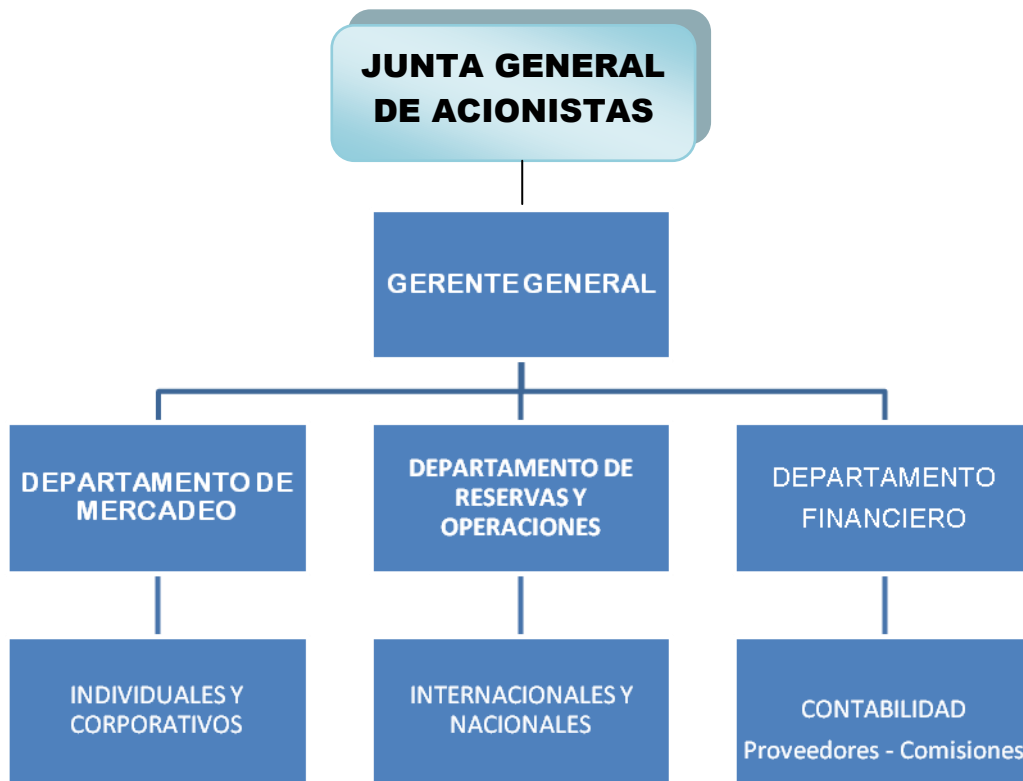 JUNTA GENERAL
DE ACIONISTAS
GERENTE GENERAL
DEPARTAMENTO DE
MERCADEO
DEPARTAMENTO DE
RESERVAS Y
OPERACIONES
DEPARTAMENTO
FINANCIERO
INDIVIDUALES Y
CORPORATIVOS
INTERNACIONALES Y
NACIONALES
CONTABILIDAD
Proveedores - Comisiones